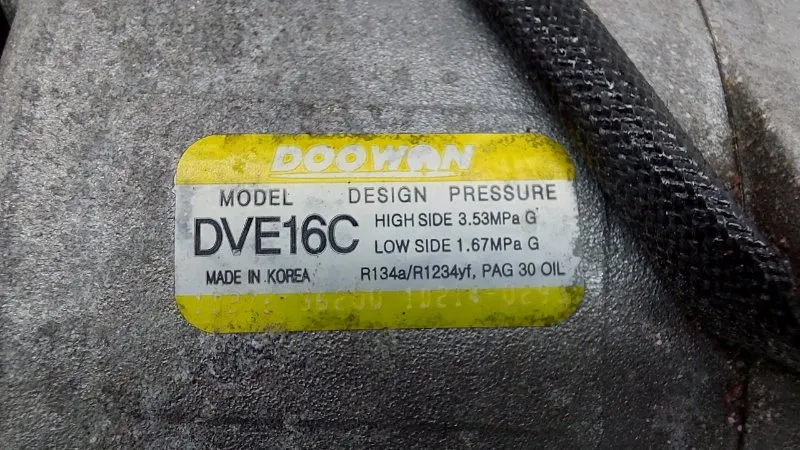 DOOWON
MODEL
DVE16C
MADE IN KOREA
DESIGN PRESSURE
HIGH SIDE 3.53MPa G
LOW SIDE 1.67MPa G
R134a/R1234yf, PAG 30 OIL